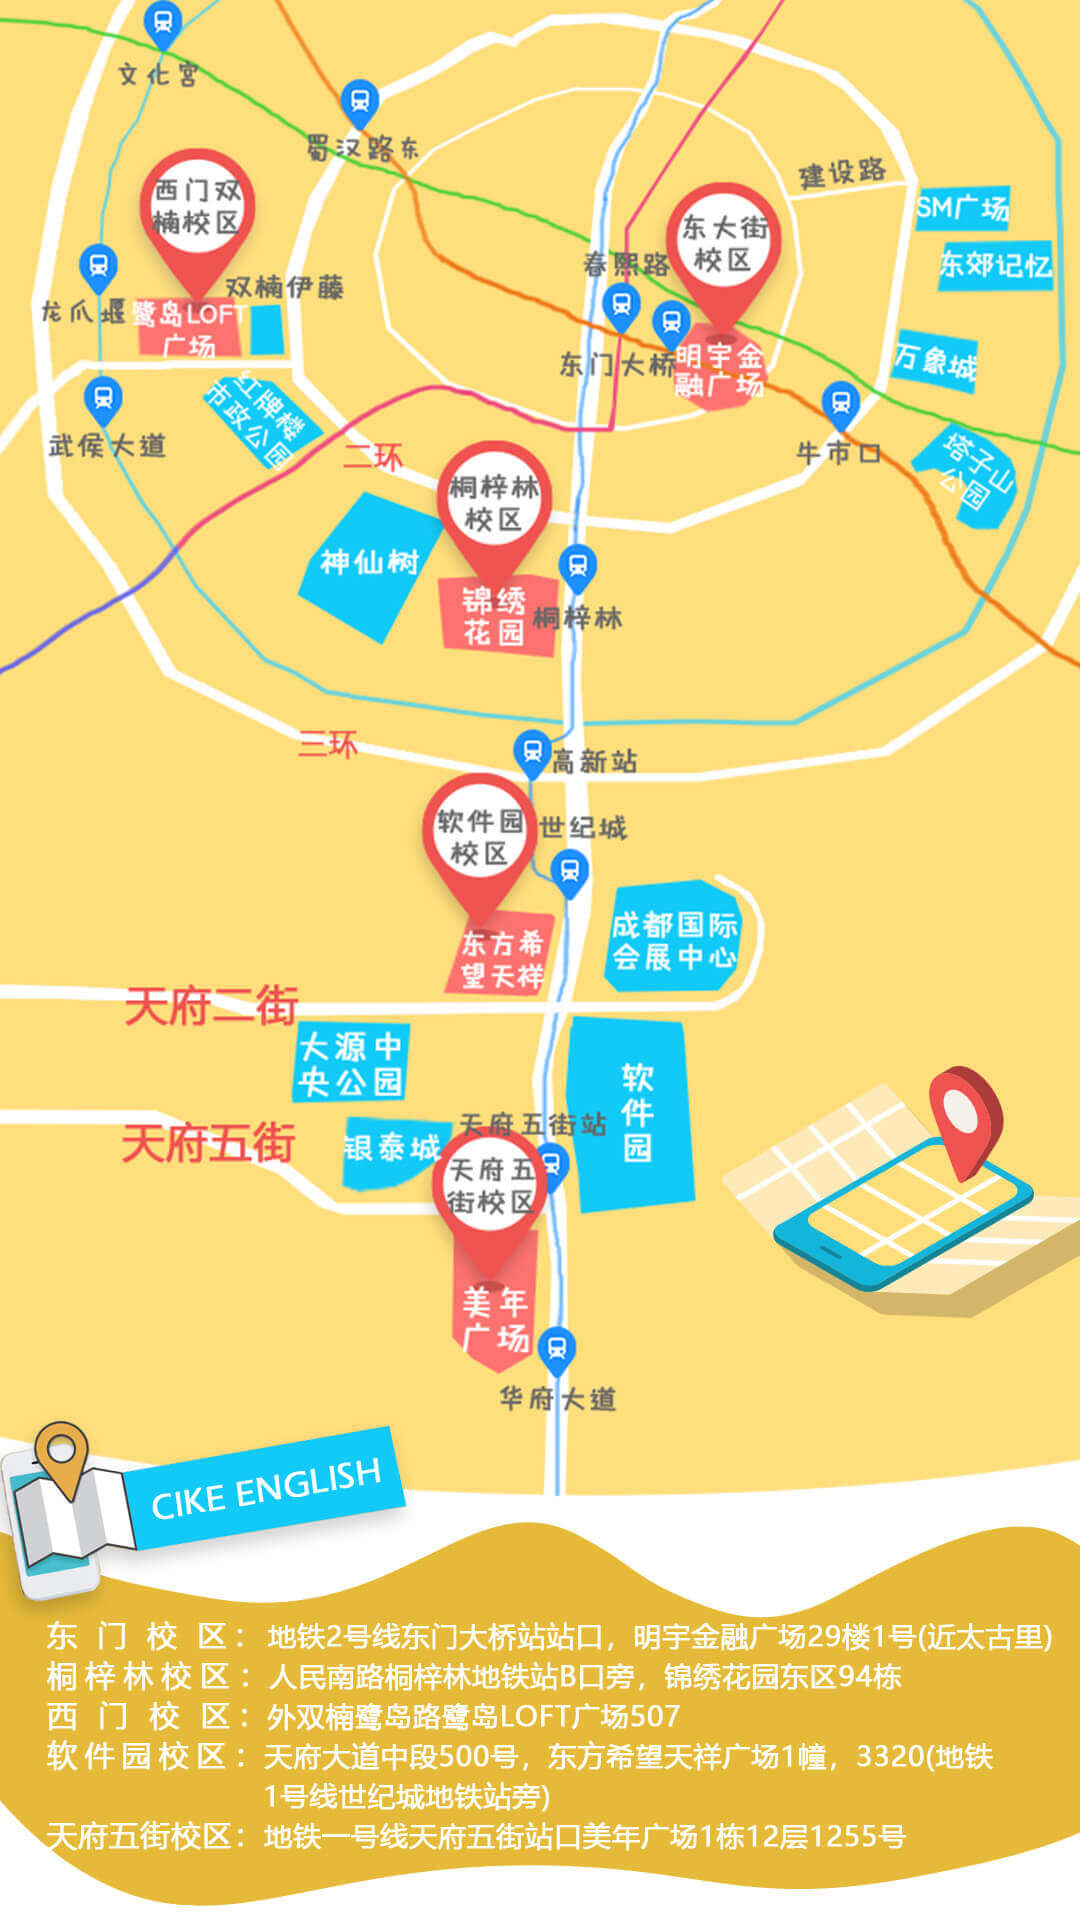 文化宫
蜀汉路东
建设路
西门双
楠校区
SM广场
东大街
校区
东郊记忆
春熙路
双楠伊藤
龙爪堰
鹭岛LOFT
广场
东门大桥
明宇金
融广场
万象城
红牌楼
市政公园
武侯大道
二环
牛市口
塔子山
公园
桐梓林
校区
神仙树
锦绣
花园
桐梓林
三环
高新站
软件园
校区
世纪城
成都国际
会展中心
东方希
望天祥
天府二街
大源中
央公园
软
件
园
天府五街站
天府五街
银泰城
天府五
街校区
美年
广场
华府大道
CIKE ENGLISH
东门校区：地铁2号线东门大桥站站口，明宇金融广场29楼1号(近太古里)
桐梓林校区：人民南路桐梓林地铁站B口旁，锦绣花园东区94栋
西门校区：外双楠鹭岛路鹭岛LOFT广场507
软件园校区：天府大道中段500号，东方希望天祥广场1幢，3320(地铁
1号线世纪城地铁站旁)
天府五街校区：地铁一号线天府五街站口美年广场1栋12层1255号